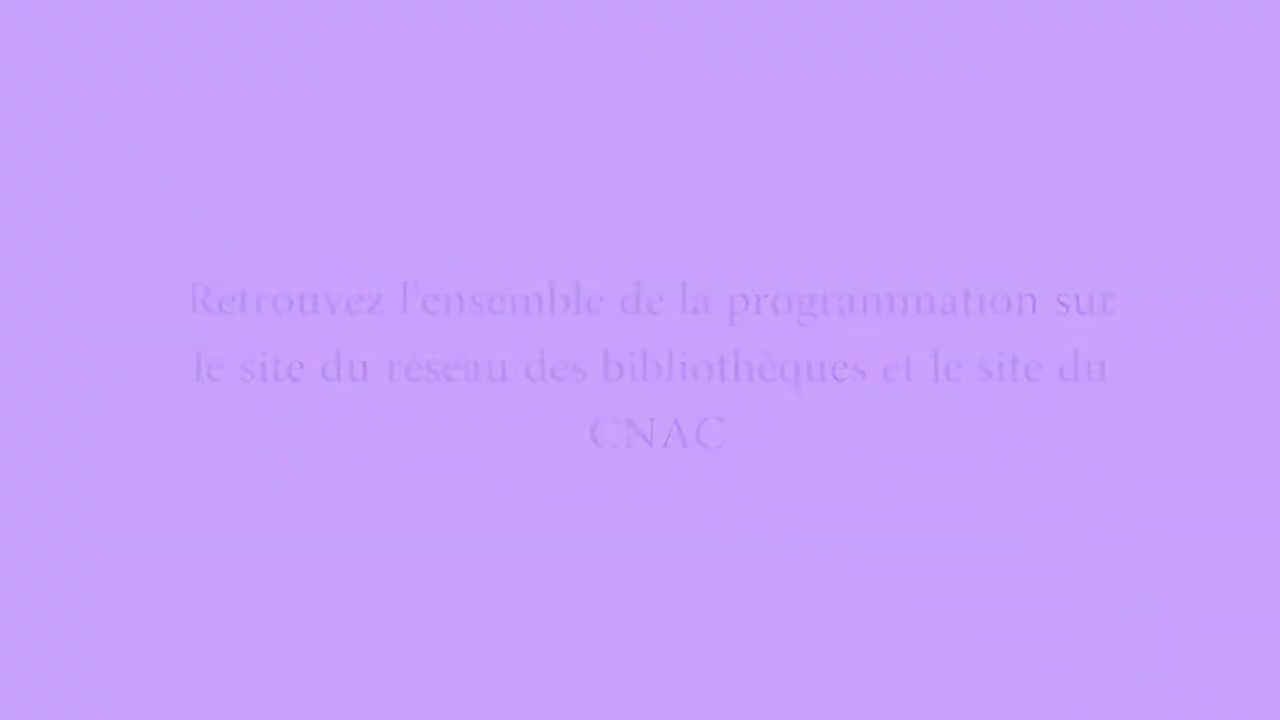 Retrouvez l'ensemble de la programmation sur
le site du réseau des bibliothèques et le site du
CNAC